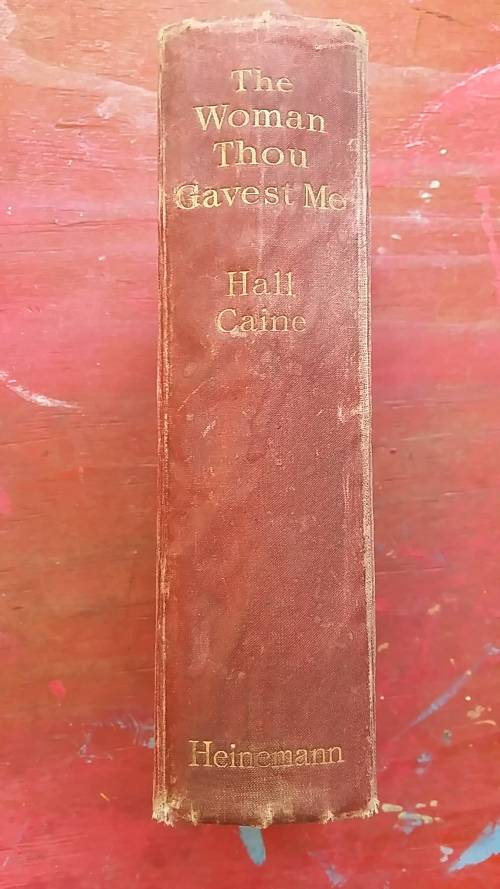 The
Woman
Thou
Gavest Me
Hall
Caine
Heinemann